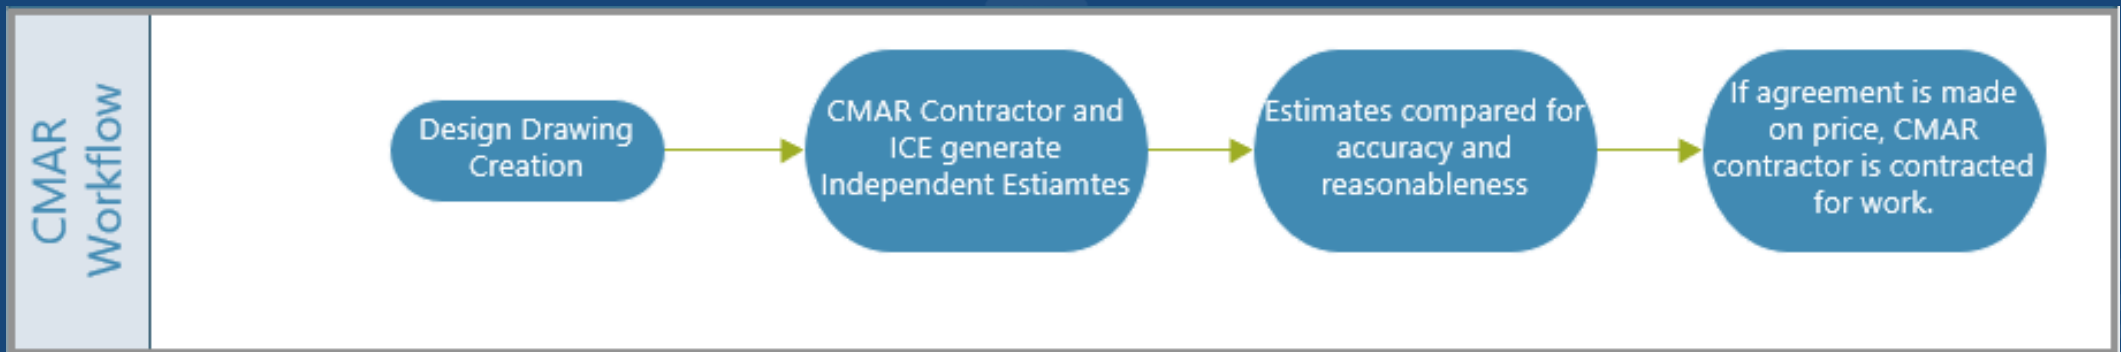 CMAR
Workflow
Design Drawing
Creation
CMAR Contractor and
ICE generate
Independent Estiamtes
Estimates compared for
accuracy and
reasonableness
If agreement is made
on price, CMAR
contractor is contracted
for work.